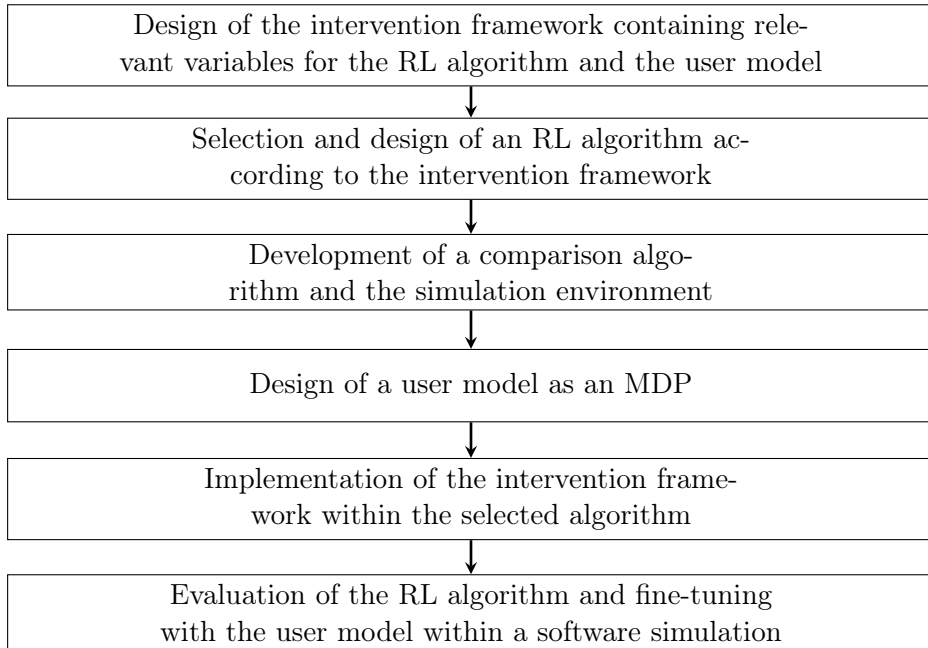 Design of the intervention framework containing rele-
vant variables for the RL algorithm and the user model
Selection and design of an RL algorithm ac-
cording to the intervention framework
Development of a comparison algo-
rithm and the simulation environment
Design of a user model as an MDP
Implementation of the intervention frame-
work within the selected algorithm
Evaluation of the RL algorithm and fine-tuning
with the user model within a software simulation